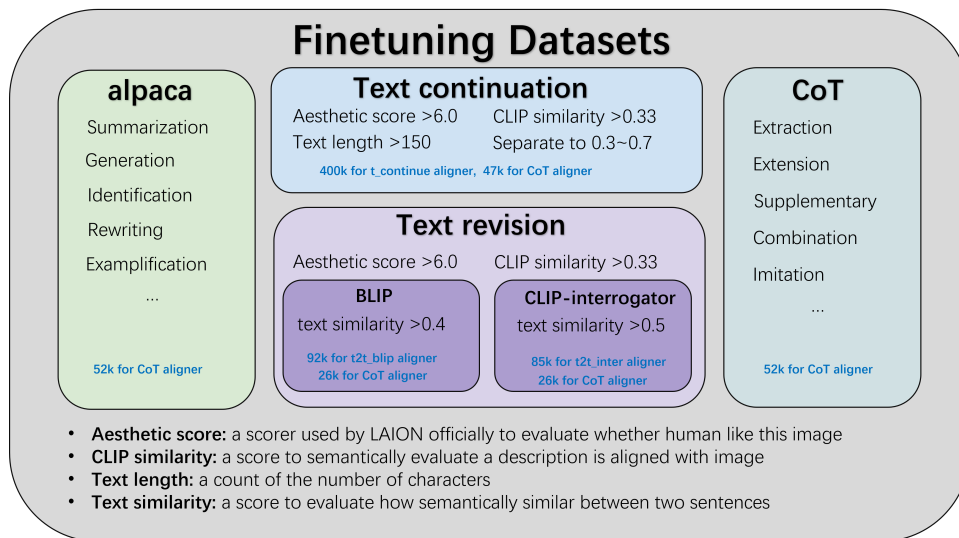 Finetuning Datasets
alpaca
Summarization
Generation
Identification
Rewriting
Examplification
...
52k for CoT aligner
Text continuation
Aesthetic score >6.0 CLIP similarity >0.33
Text length >150 Separate to 0.3~0.7
400k for t_continue aligner, 47k for CoT aligner
Text revision
Aesthetic score >6.0 CLIP similarity >0.33
BLIP
text similarity >0.4
92k for t2t_blip aligner
26k for CoT aligner
CLIP-interrogator
text similarity >0.5
85k for t2t_inter aligner
26k for CoT aligner
CoT
Extraction
Extension
Supplementary
Combination
Imitation
...
52k for CoT aligner
• Aesthetic score: a scorer used by LAION officially to evaluate whether human like this image
• CLIP similarity: a score to semantically evaluate a description is aligned with image
• Text length: a count of the number of characters
• Text similarity: a score to evaluate how semantically similar between two sentences